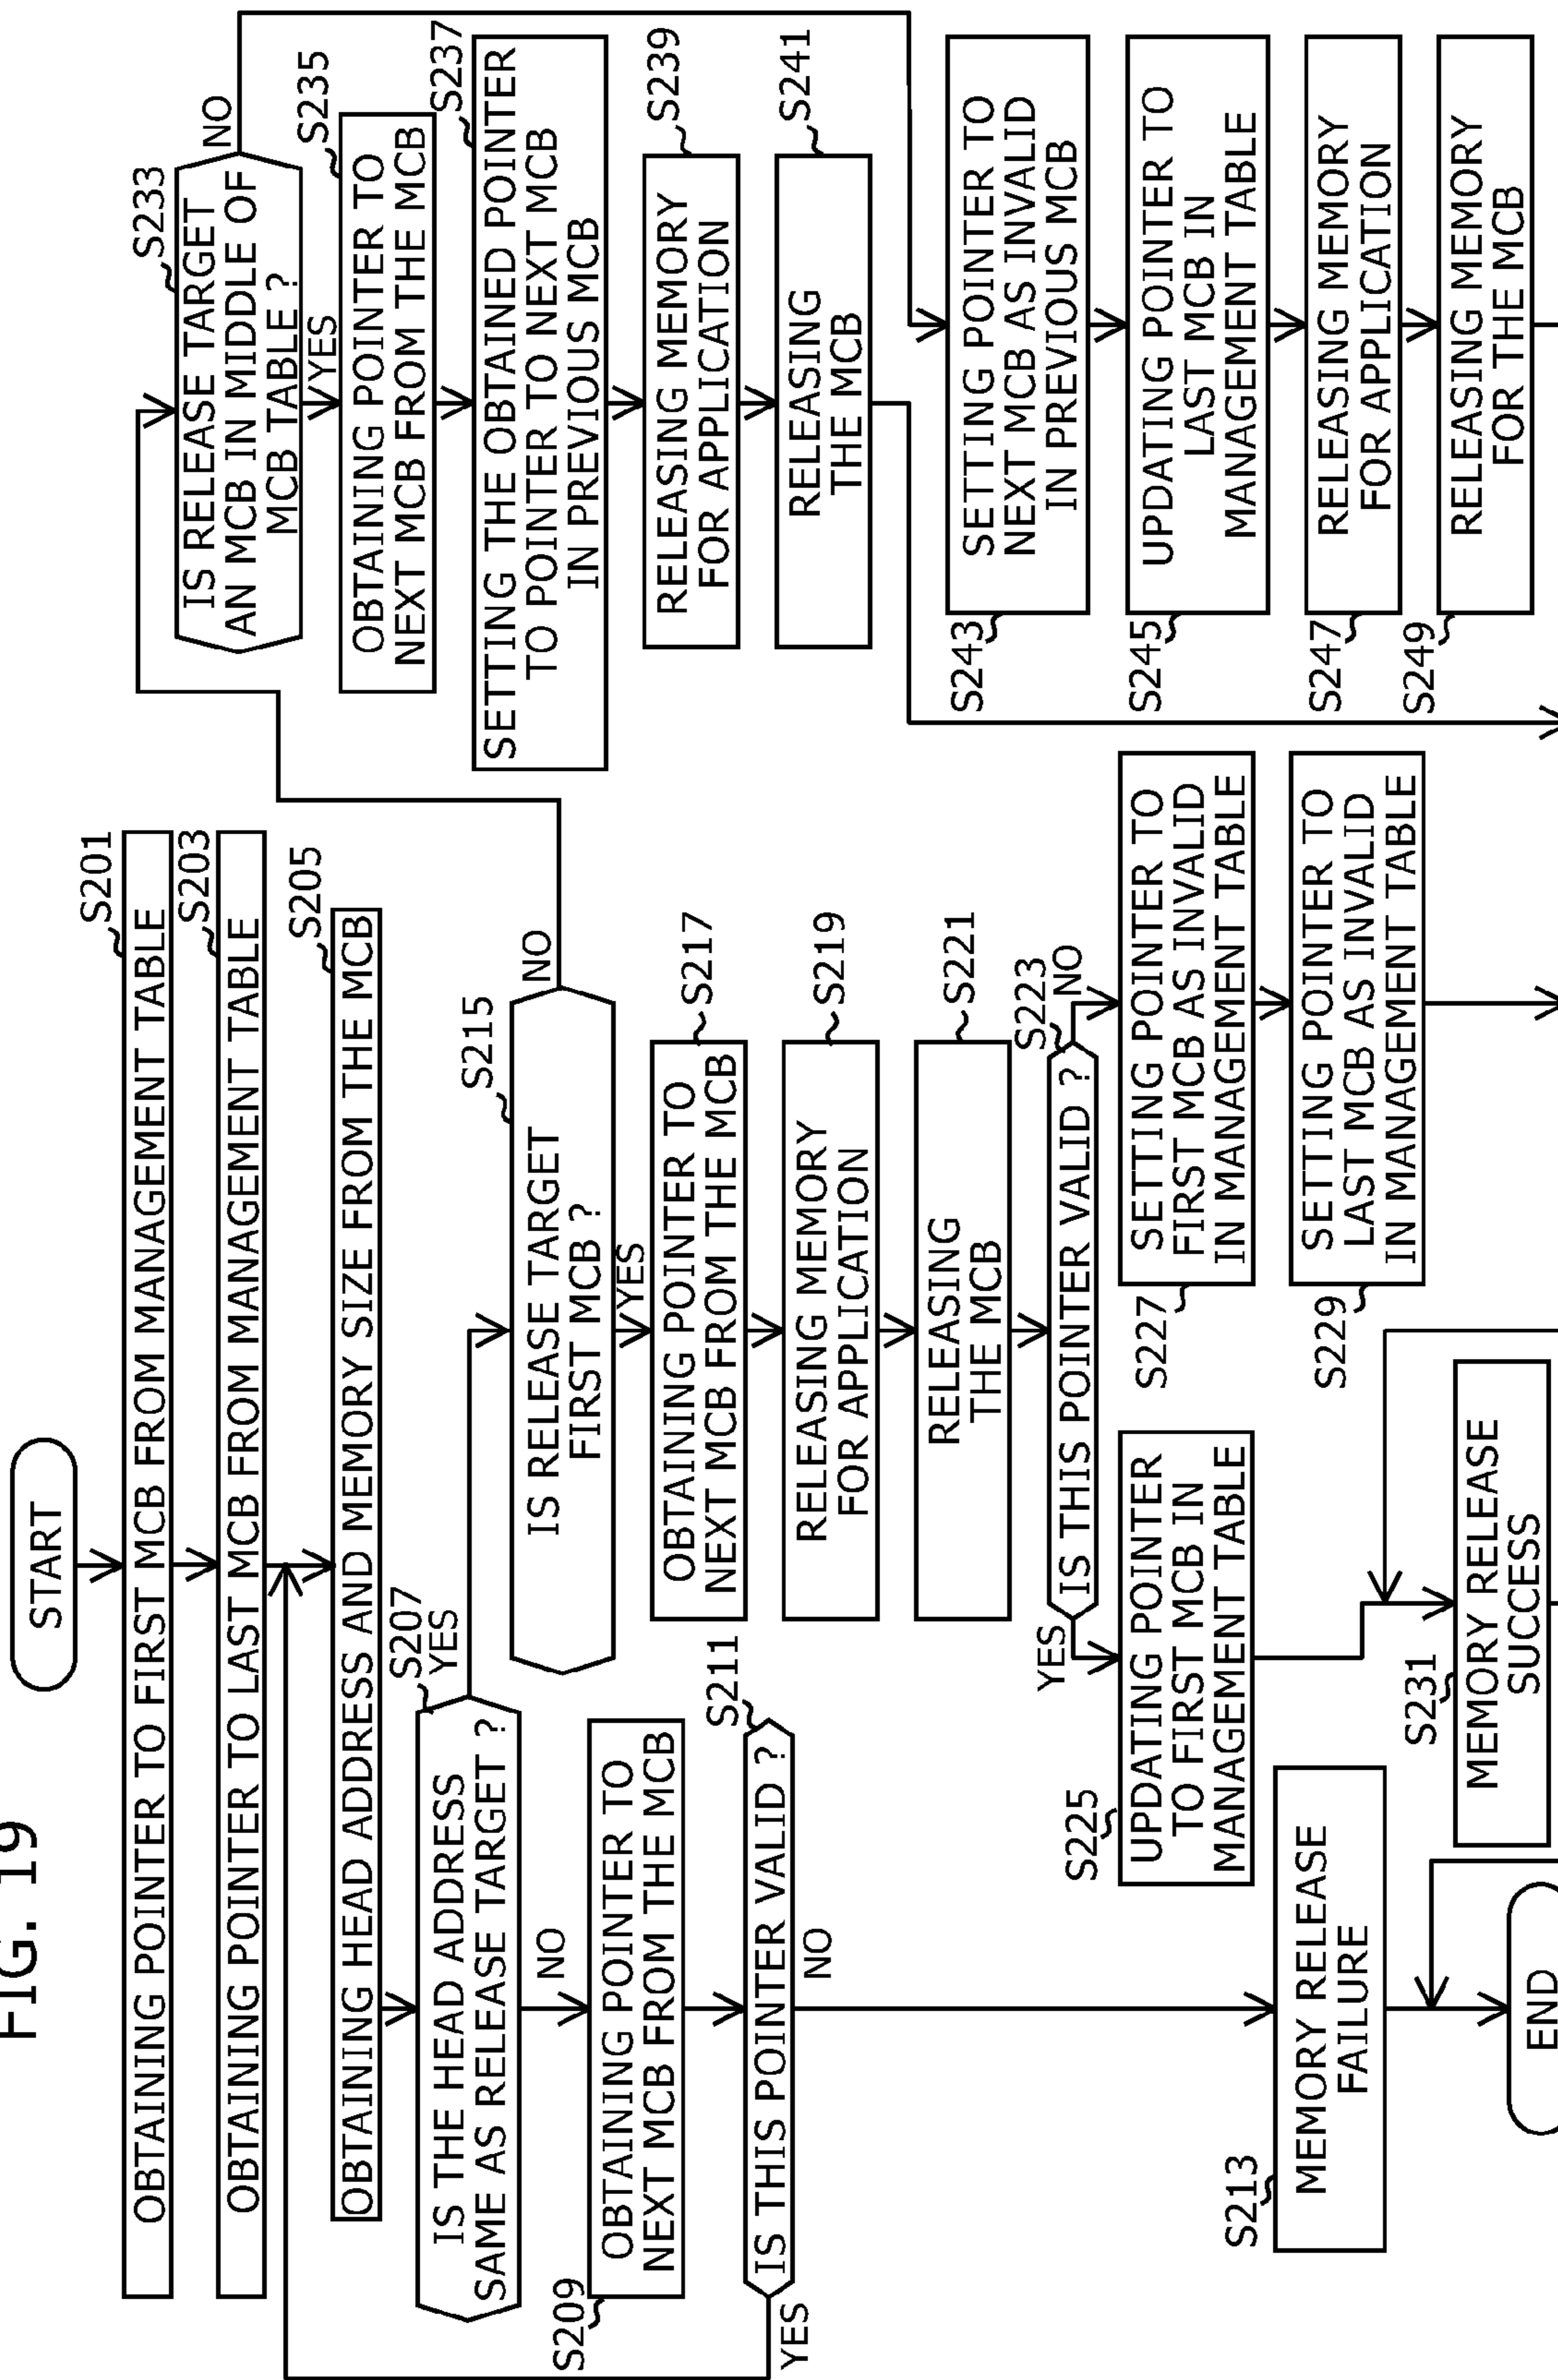 FIG. 19
START
S201
OBTAINING POINTER TO FIRST MCB FROM MANAGEMENT TABLE
S203
OBTAINING POINTER TO LAST MCB FROM MANAGEMENT TABLE
S205
OBTAINING HEAD ADDRESS AND MEMORY SIZE FROM THE MCB
S207
IS THE HEAD ADDRESS
SAME AS RELEASE TARGET ?
YES
NO
S209
OBTAINING POINTER TO
NEXT MCB FROM THE MCB
S211
IS THIS POINTER VALID ?
YES
NO
S213
MEMORY RELEASE
FAILURE
END
S215
IS RELEASE TARGET
FIRST MCB ?
NO
YES
S217
OBTAINING POINTER TO
NEXT MCB FROM THE MCB
S219
RELEASING MEMORY
FOR APPLICATION
S221
RELEASING
THE MCB
S223
IS THIS POINTER VALID ?
YES
NO
S225
UPDATING POINTER
TO FIRST MCB IN
MANAGEMENT TABLE
S227
SETTING POINTER TO
FIRST MCB AS INVALID
IN MANAGEMENT TABLE
S229
SETTING POINTER TO
LAST MCB AS INVALID
IN MANAGEMENT TABLE
S231
MEMORY RELEASE
SUCCESS
S233
IS RELEASE TARGET
AN MCB IN MIDDLE OF
MCB TABLE ?
NO
YES
S235
OBTAINING POINTER TO
NEXT MCB FROM THE MCB
S237
SETTING THE OBTAINED POINTER
TO POINTER TO NEXT MCB
IN PREVIOUS MCB
S239
RELEASING MEMORY
FOR APPLICATION
S241
RELEASING
THE MCB
S243
SETTING POINTER TO
NEXT MCB AS INVALID
IN PREVIOUS MCB
S245
UPDATING POINTER TO
LAST MCB IN
MANAGEMENT TABLE
S247
RELEASING MEMORY
FOR APPLICATION
S249
RELEASING MEMORY
FOR THE MCB